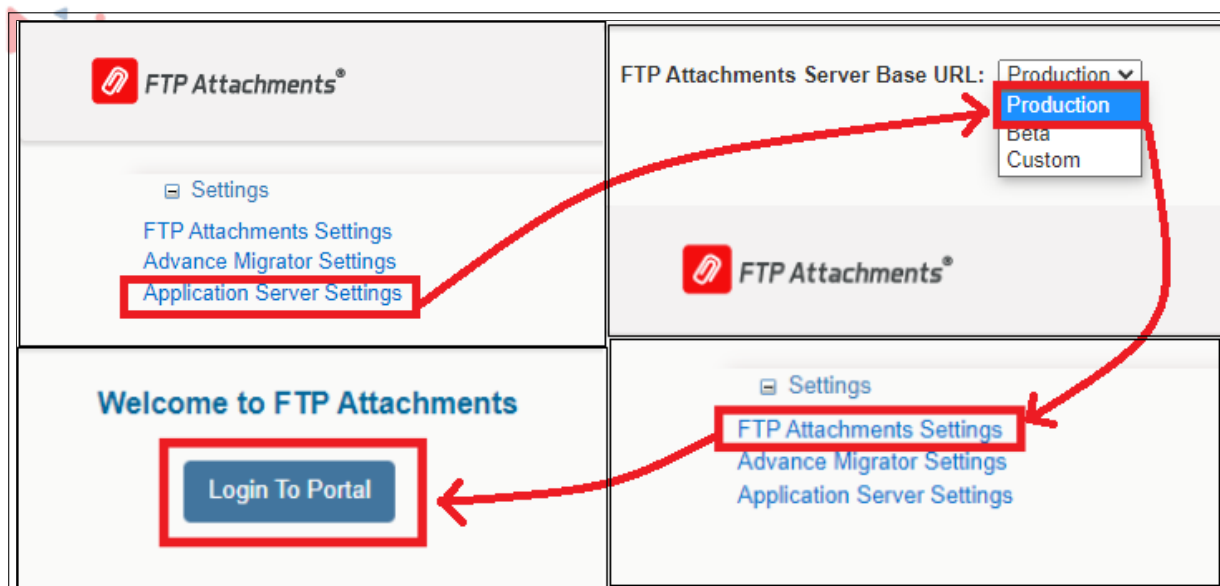 FTP Attachments®
Settings
FTP Attachments Settings
Advance Migrator Settings
Application Server Settings
FTP Attachments Server Base URL: Production
Production
Beta
Custom
FTP Attachments®
Welcome to FTP Attachments
Login To Portal
Settings
FTP Attachments Settings
Advance Migrator Settings
Application Server Settings